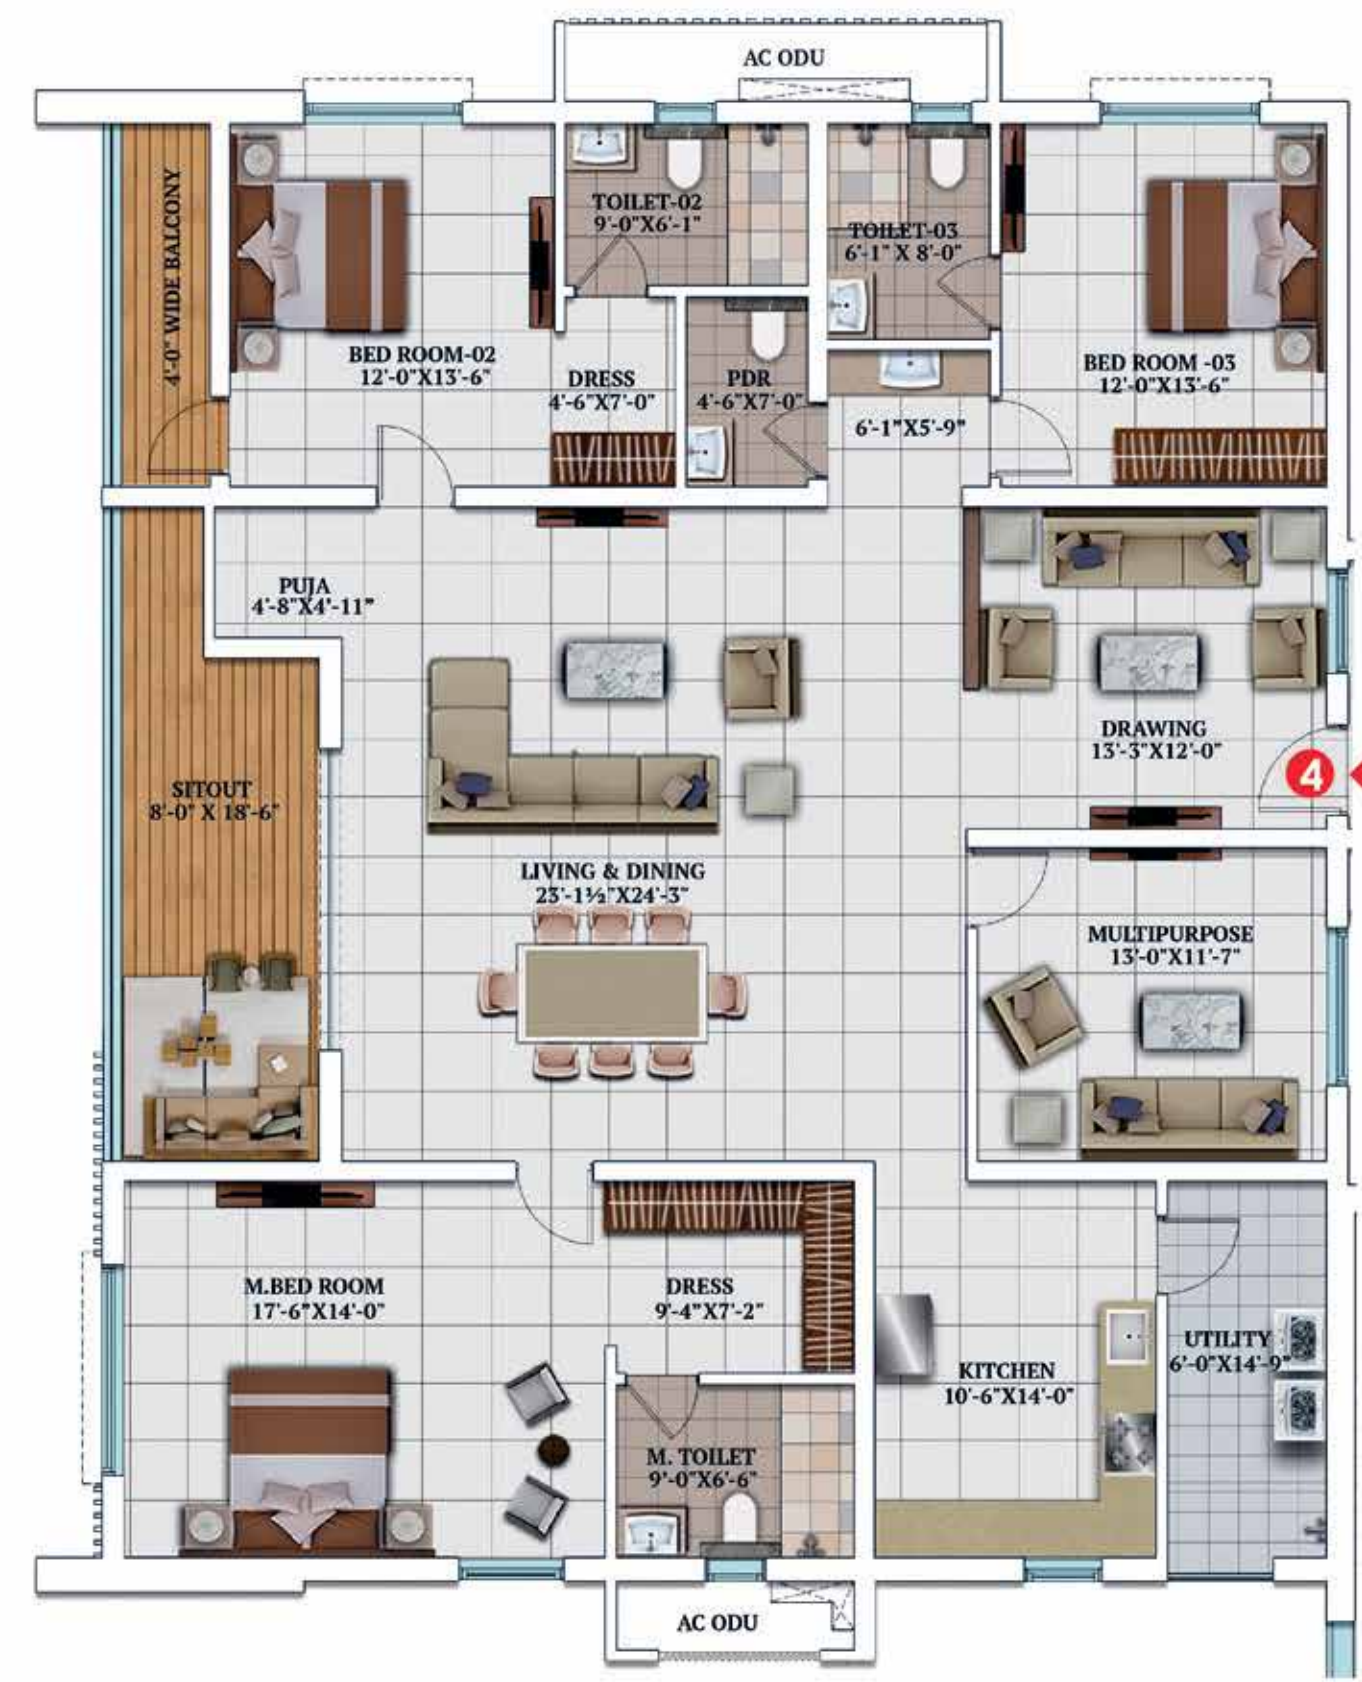 AC ODU
4'-0" WIDE BALCONY
TOILET-02
9'-0"X6'-1"
TOILET-03
6'-1" X 8'-0"
BED ROOM-02
12'-0"X13'-6"
DRESS
4'-6"X7'-0"
PDR
4'-6"X7'-0"
6'-1"X5'-9"
BED ROOM -03
12'-0"X13'-6"
PUJA
4'-8"X4'-11"
SITOUT
8'-0" X 18'-6"
DRAWING
13'-3"X12'-0"
4
LIVING & DINING
23'-1½"X24'-3"
MULTIPURPOSE
13'-0"X11'-7"
M.BED ROOM
17'-6"X14'-0"
DRESS
9'-4"X7'-2"
KITCHEN
10'-6"X14'-0"
UTILITY
6'-0"X14'-9"
M. TOILET
9'-0"X6'-6"
AC ODU